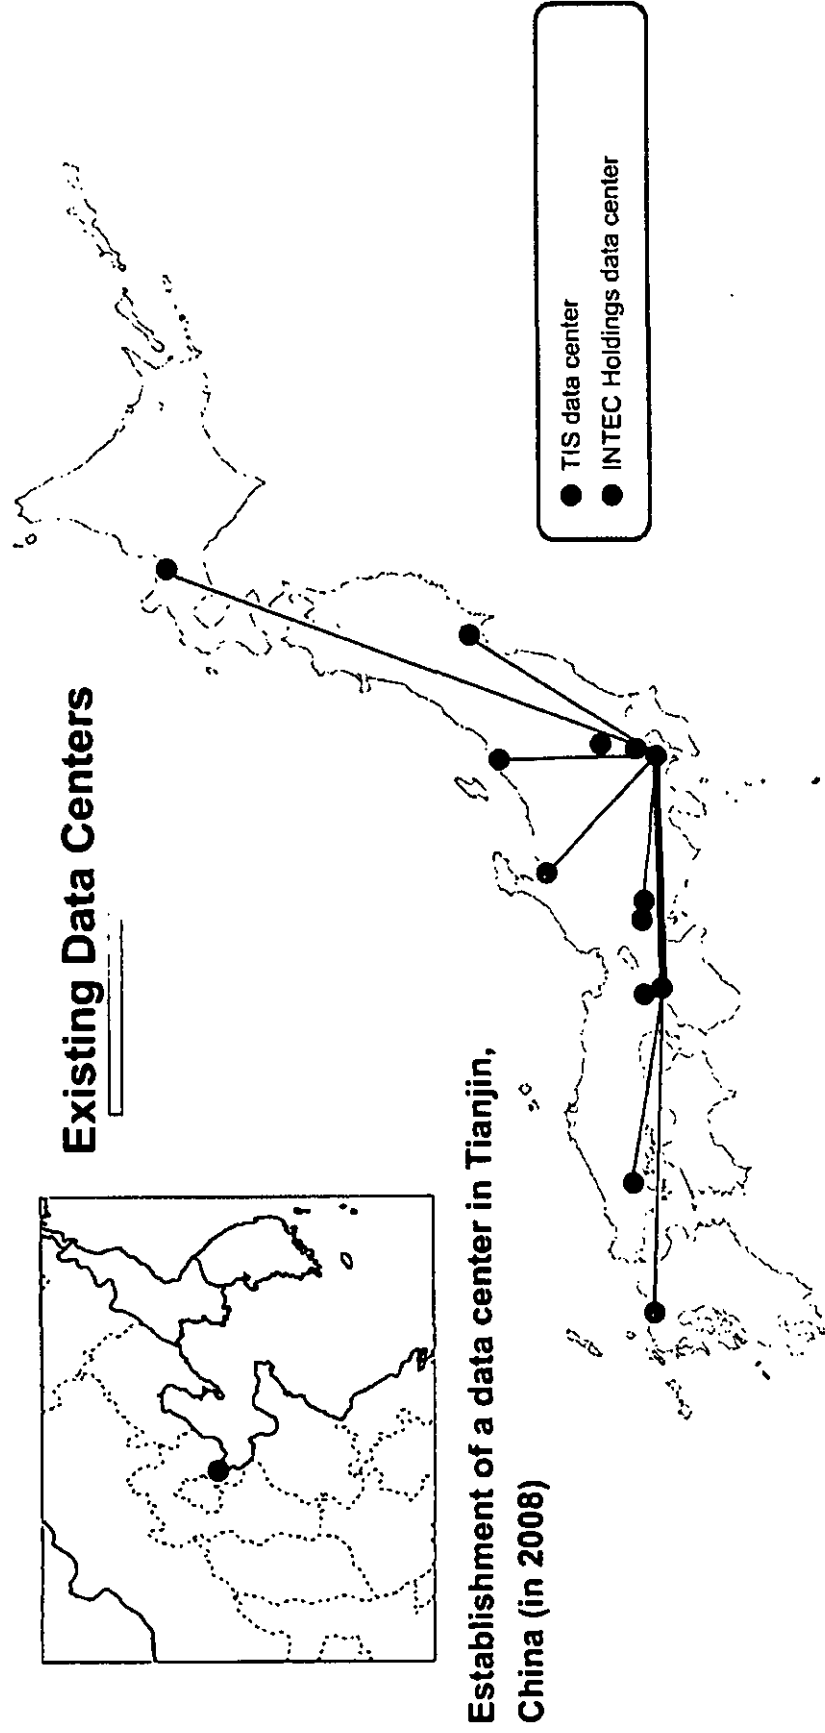 Existing Data Centers
Establishment of a data center in Tianjin,
China (in 2008)
TIS data center
INTEC Holdings data center